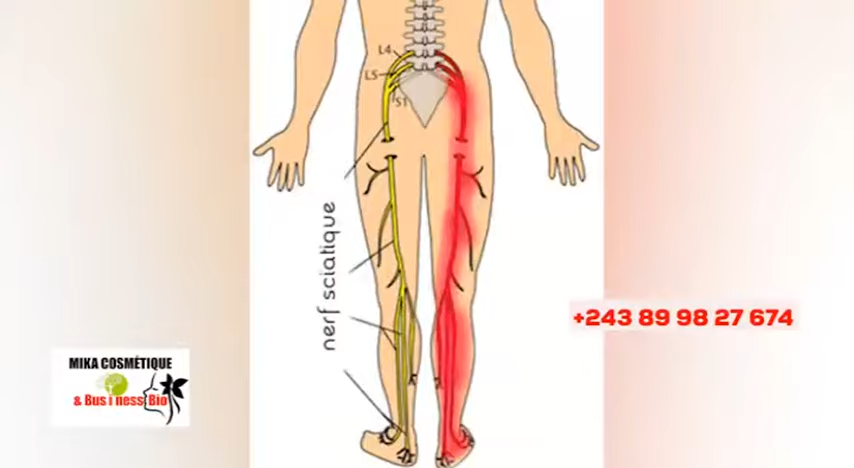 L4
L5
S1
nerf sciatique
+243 89 98 27 674
MIKA COSMÉTIQUE
& Bus i ness Bio